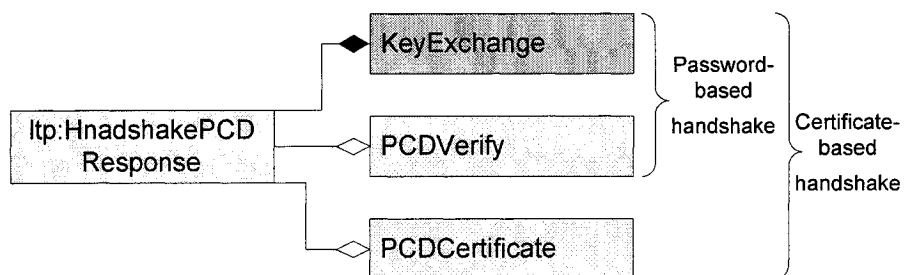 KeyExchange
Password-
based
handshake
ltp:HnadshakePCD
Response
PCDVerify
Certificate-
based
handshake
PCDCertificate